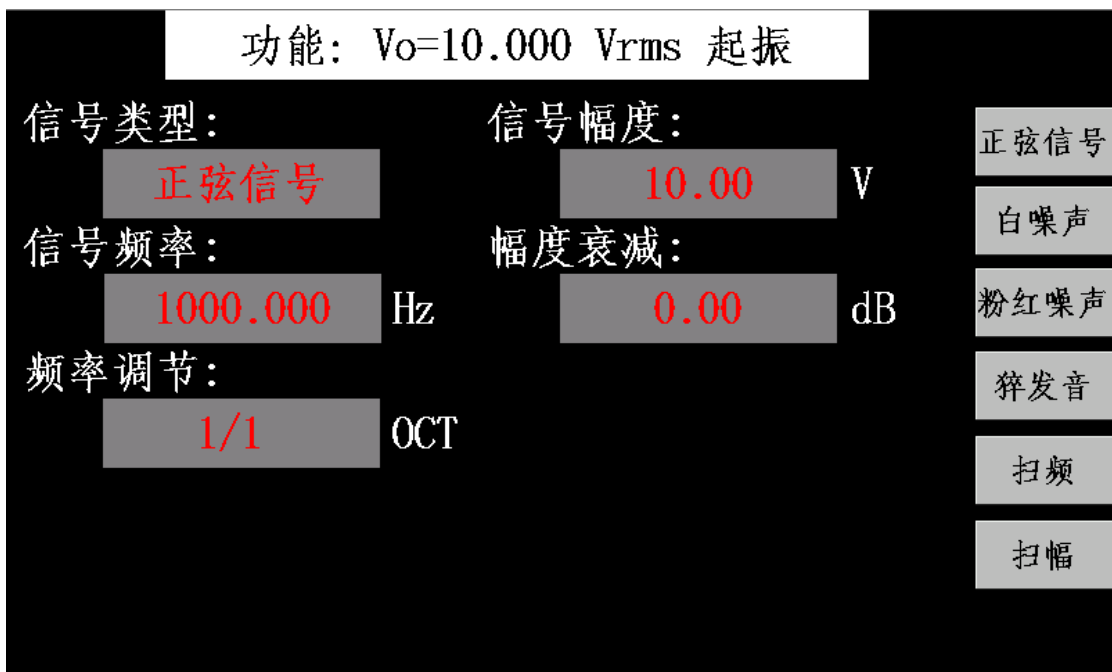 功能: Vo=10.000 Vrms 起振
信号类型:
正弦信号
信号频率:
1000.000 Hz
频率调节:
1/1 OCT
信号幅度:
10.00 V
幅度衰减:
0.00 dB
正弦信号
白噪声
粉红噪声
猝发音
扫频
扫幅